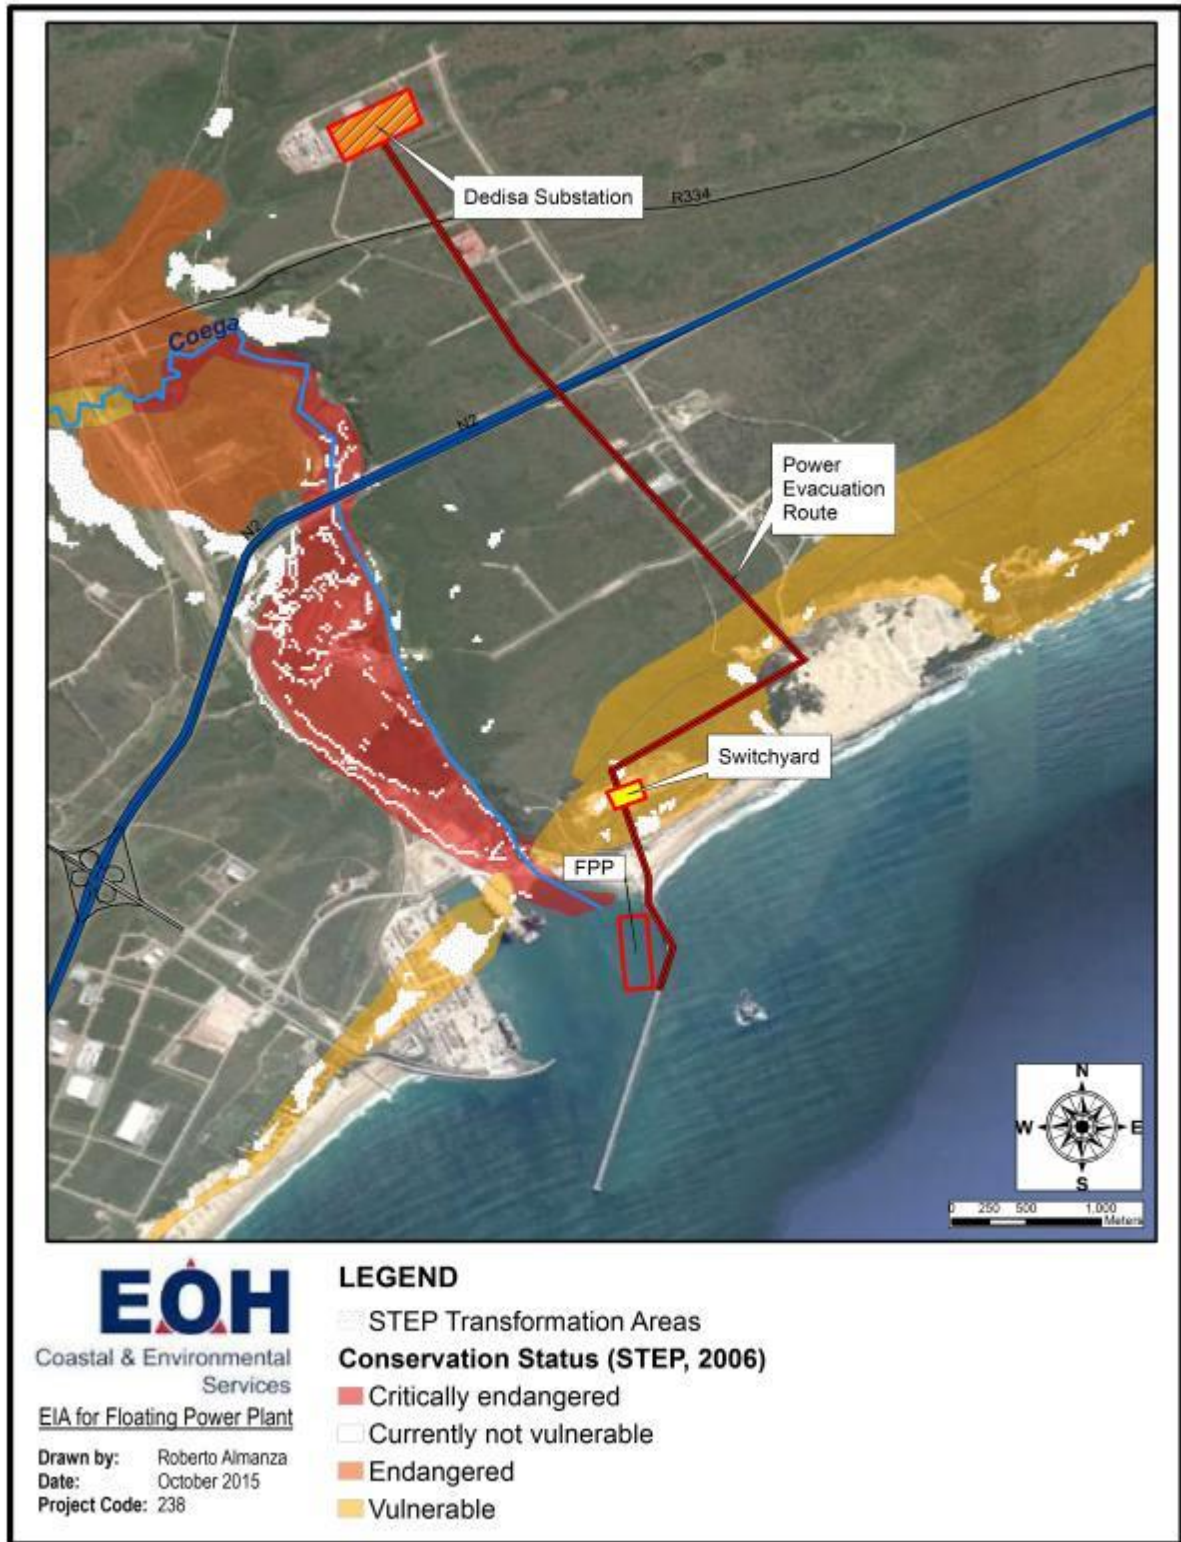 Dedisa Substation
R334
Coega
N2
Power
Evacuation
Route
N2
Switchyard
FPP
N
W E
S
0 250 500 1,000
Meters
EOH
Coastal & Environmental
Services
EIA for Floating Power Plant
Drawn by: Roberto Almanza
Date: October 2015
Project Code: 238
LEGEND
STEP Transformation Areas
Conservation Status (STEP, 2006)
Critically endangered
Currently not vulnerable
Endangered
Vulnerable